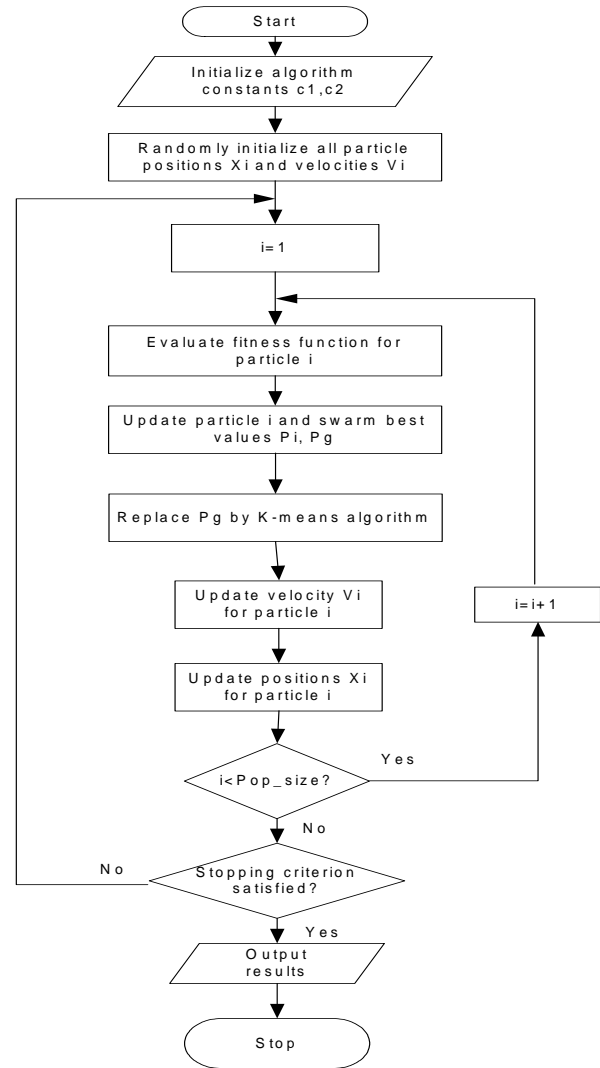 Start
Initialize algorithm
constants c1,c2
Randomly initialize all particle
positions Xi and velocities Vi
i=1
Evaluate fitness function for
particle i
Update particle i and swarm best
values Pi, Pg
Replace Pg by K-means algorithm
Update velocity Vi
for particle i
i=i+1
Update positions Xi
for particle i
Yes
i<Pop_size?
No
No
Stopping criterion
satisfied?
Yes
Output
results
Stop